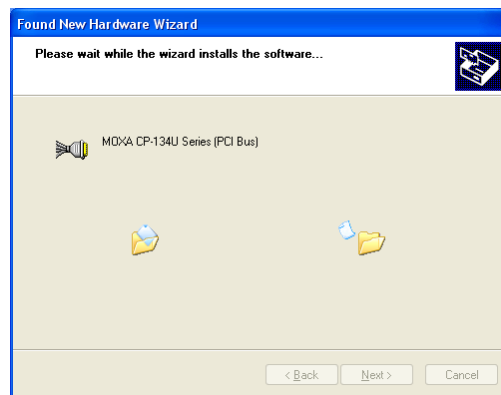 Found New Hardware Wizard
Please wait while the wizard installs the software...
MOXA CP-134U Series (PCI Bus)
< Back Next > Cancel